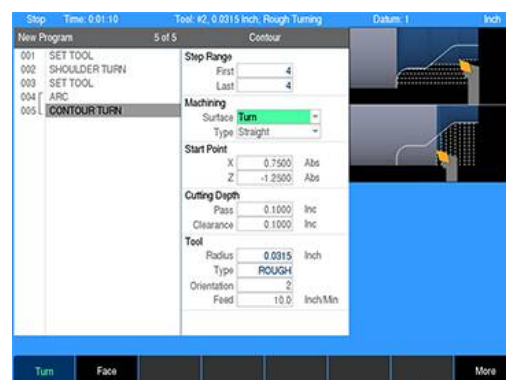 Stop Time: 0:01:10 Tool: #2, 0.0315 Inch, Rough Turning Datum: 1 Inch
New Program 5 of 5 Contour
001 SET TOOL
002 SHOULDER TURN
003 SET TOOL
004 ARC
005 CONTOUR TURN
Step Range
First 4
Last 4
Machining
Surface Turn
Type Straight
Start Point
X 0.7500 Abs
Z -1.2500 Abs
Cutting Depth
Pass 0.1000 Inc
Clearance 0.1000 Inc
Tool
Radius 0.0315 Inch
Type ROUGH
Orientation 2
Feed 10.0 Inch/Min
Turn Face More